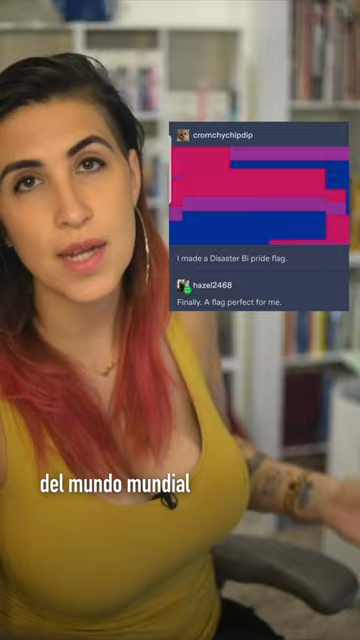 cromchychipdip
I made a Disaster Bi pride flag.
hazel2468
Finally. A flag perfect for me.
del mundo mundial